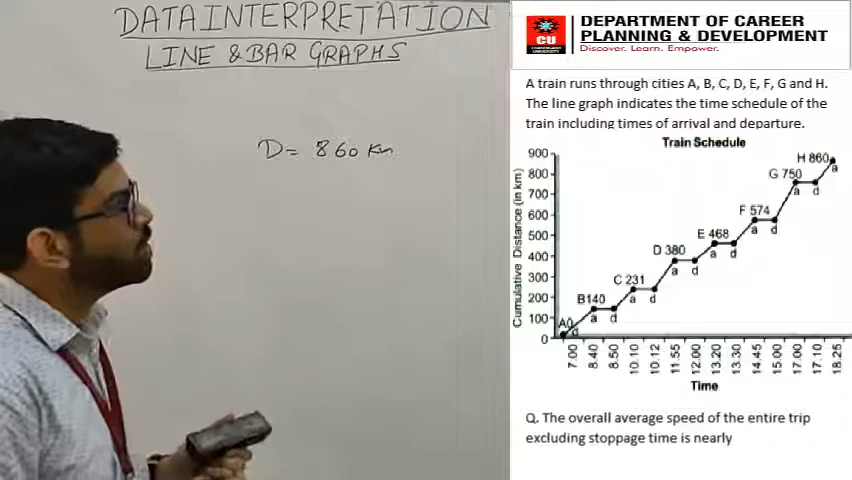 DATA INTERPRETATION
LINE & BAR GRAPHS
D = 860 Km
CU
CHANDIGARH
UNIVERSITY
DEPARTMENT OF CAREER
PLANNING & DEVELOPMENT
Discover. Learn. Empower.
A train runs through cities A, B, C, D, E, F, G and H.
The line graph indicates the time schedule of the
train including times of arrival and departure.
Train Schedule
Cumulative Distance (in km)
900
800
700
600
500
400
300
200
100
0
A0 d
B140 a d
C 231 a d
D 380 a d
E 468 a d
F 574 a d
G 750 a d
H 860 a
7.00 8.40 8.50 10.10 10.12 11.55 12.00 13.20 13.30 14.45 15.00 17.00 17.10 18.25
Time
Q. The overall average speed of the entire trip
excluding stoppage time is nearly